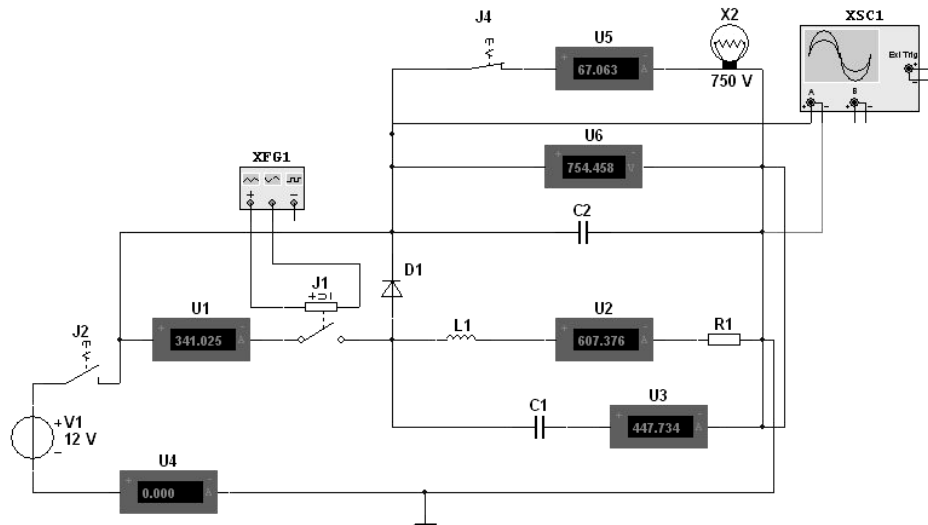 J4
X2
XSC1
U5
67.063 A
750 V
Ext Trig
A B
U6
754.458 V
XFG1
C2
D1
J1
U1
341.025 A
L1
U2
607.376 A
R1
J2
C1
U3
447.734 A
V1
12 V
U4
0.000 A